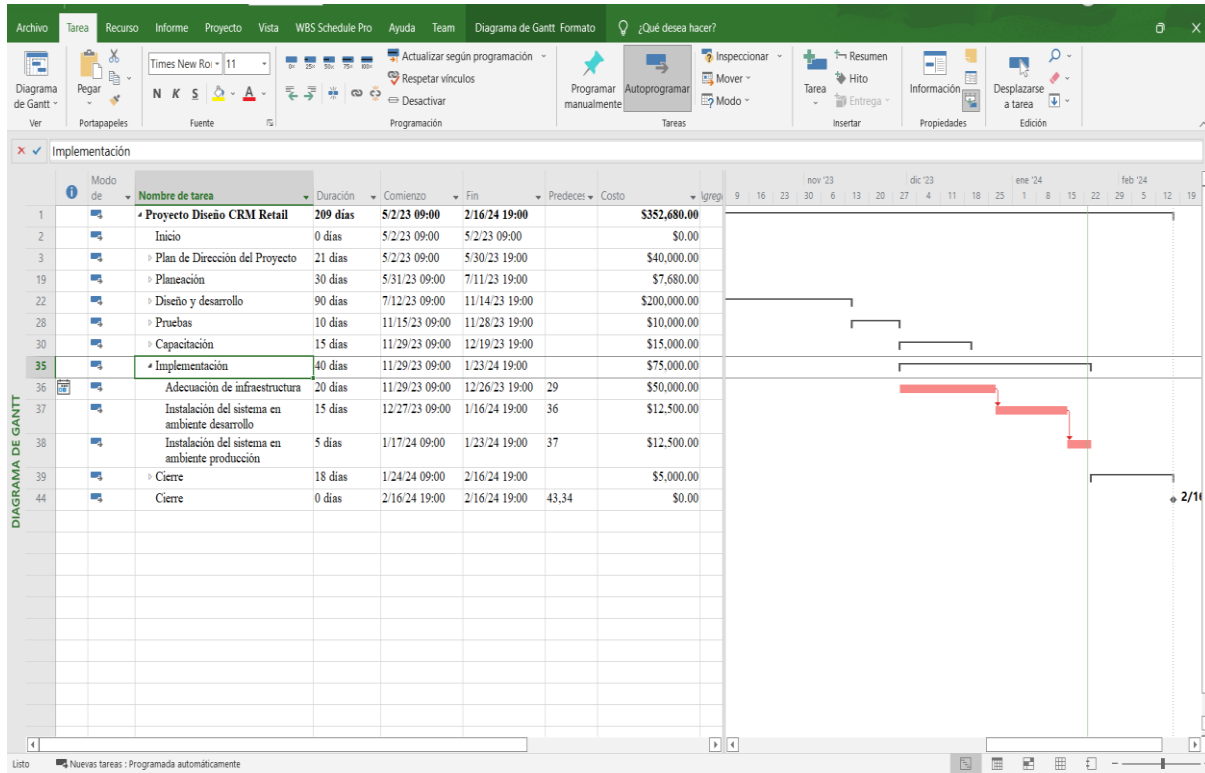 Archivo Tarea Recurso Informe Proyecto Vista WBS Schedule Pro Ayuda Team Diagrama de Gantt Formato ¿Qué desea hacer?
Diagrama de Gantt
Ver
Pegar
Portapapeles
Times New Ro 11
N K S A
Fuente
0% 25% 50% 75% 100%
Actualizar según programación
Respetar vínculos
Desactivar
Programación
Programar manualmente
Autoprogramar
Inspeccionar
Mover
Modo
Tareas
Tarea
Resumen
Hito
Entrega
Insertar
Información
Propiedades
Desplazarse a tarea
Edición
Implementación
Modo de Nombre de tarea Duración Comienzo Fin Predeces Costo Agreg
nov '23 dic '23 ene '24 feb '24
9 16 23 30 6 13 20 27 4 11 18 25 1 8 15 22 29 5 12 19
1 Proyecto Diseño CRM Retail 209 días 5/2/23 09:00 2/16/24 19:00 $352,680.00
2 Inicio 0 días 5/2/23 09:00 5/2/23 09:00 $0.00
3 Plan de Dirección del Proyecto 21 días 5/2/23 09:00 5/30/23 19:00 $40,000.00
19 Planeación 30 días 5/31/23 09:00 7/11/23 19:00 $7,680.00
22 Diseño y desarrollo 90 días 7/12/23 09:00 11/14/23 19:00 $200,000.00
28 Pruebas 10 días 11/15/23 09:00 11/28/23 19:00 $10,000.00
30 Capacitación 15 días 11/29/23 09:00 12/19/23 19:00 $15,000.00
35 Implementación 40 días 11/29/23 09:00 1/23/24 19:00 $75,000.00
36 Adecuación de infraestructura 20 días 11/29/23 09:00 12/26/23 19:00 29 $50,000.00
37 Instalación del sistema en 15 días 12/27/23 09:00 1/16/24 19:00 36 $12,500.00
ambiente desarrollo
38 Instalación del sistema en 5 días 1/17/24 09:00 1/23/24 19:00 37 $12,500.00
ambiente producción
39 Cierre 18 días 1/24/24 09:00 2/16/24 19:00 $5,000.00
44 Cierre 0 días 2/16/24 19:00 2/16/24 19:00 43,34 $0.00
2/16
DIAGRAMA DE GANTT
Listo Nuevas tareas : Programada automáticamente